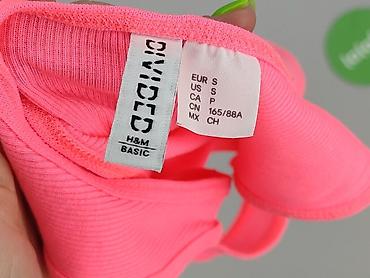 DIVIDED
H&M
BASIC
EUR S
US S
CA P
CN 165/88A
MX CH